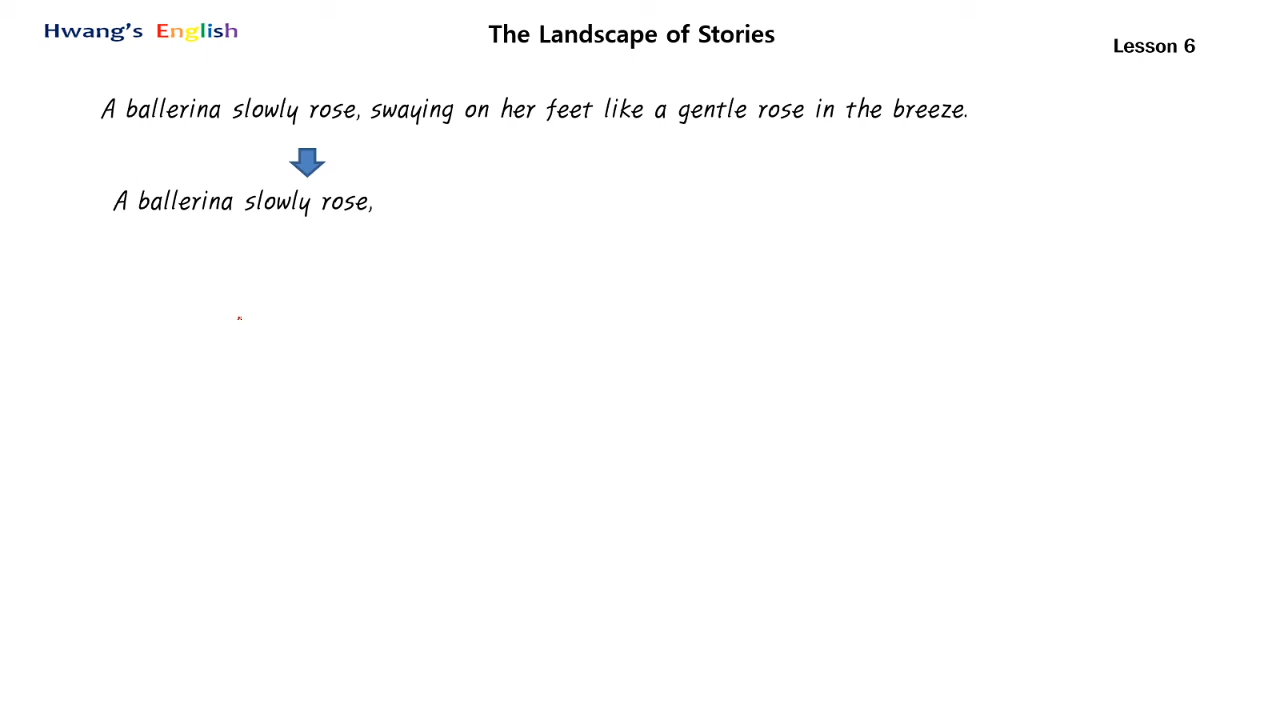 Hwang's English
The Landscape of Stories
Lesson 6
A ballerina slowly rose, swaying on her feet like a gentle rose in the breeze.
A ballerina slowly rose,